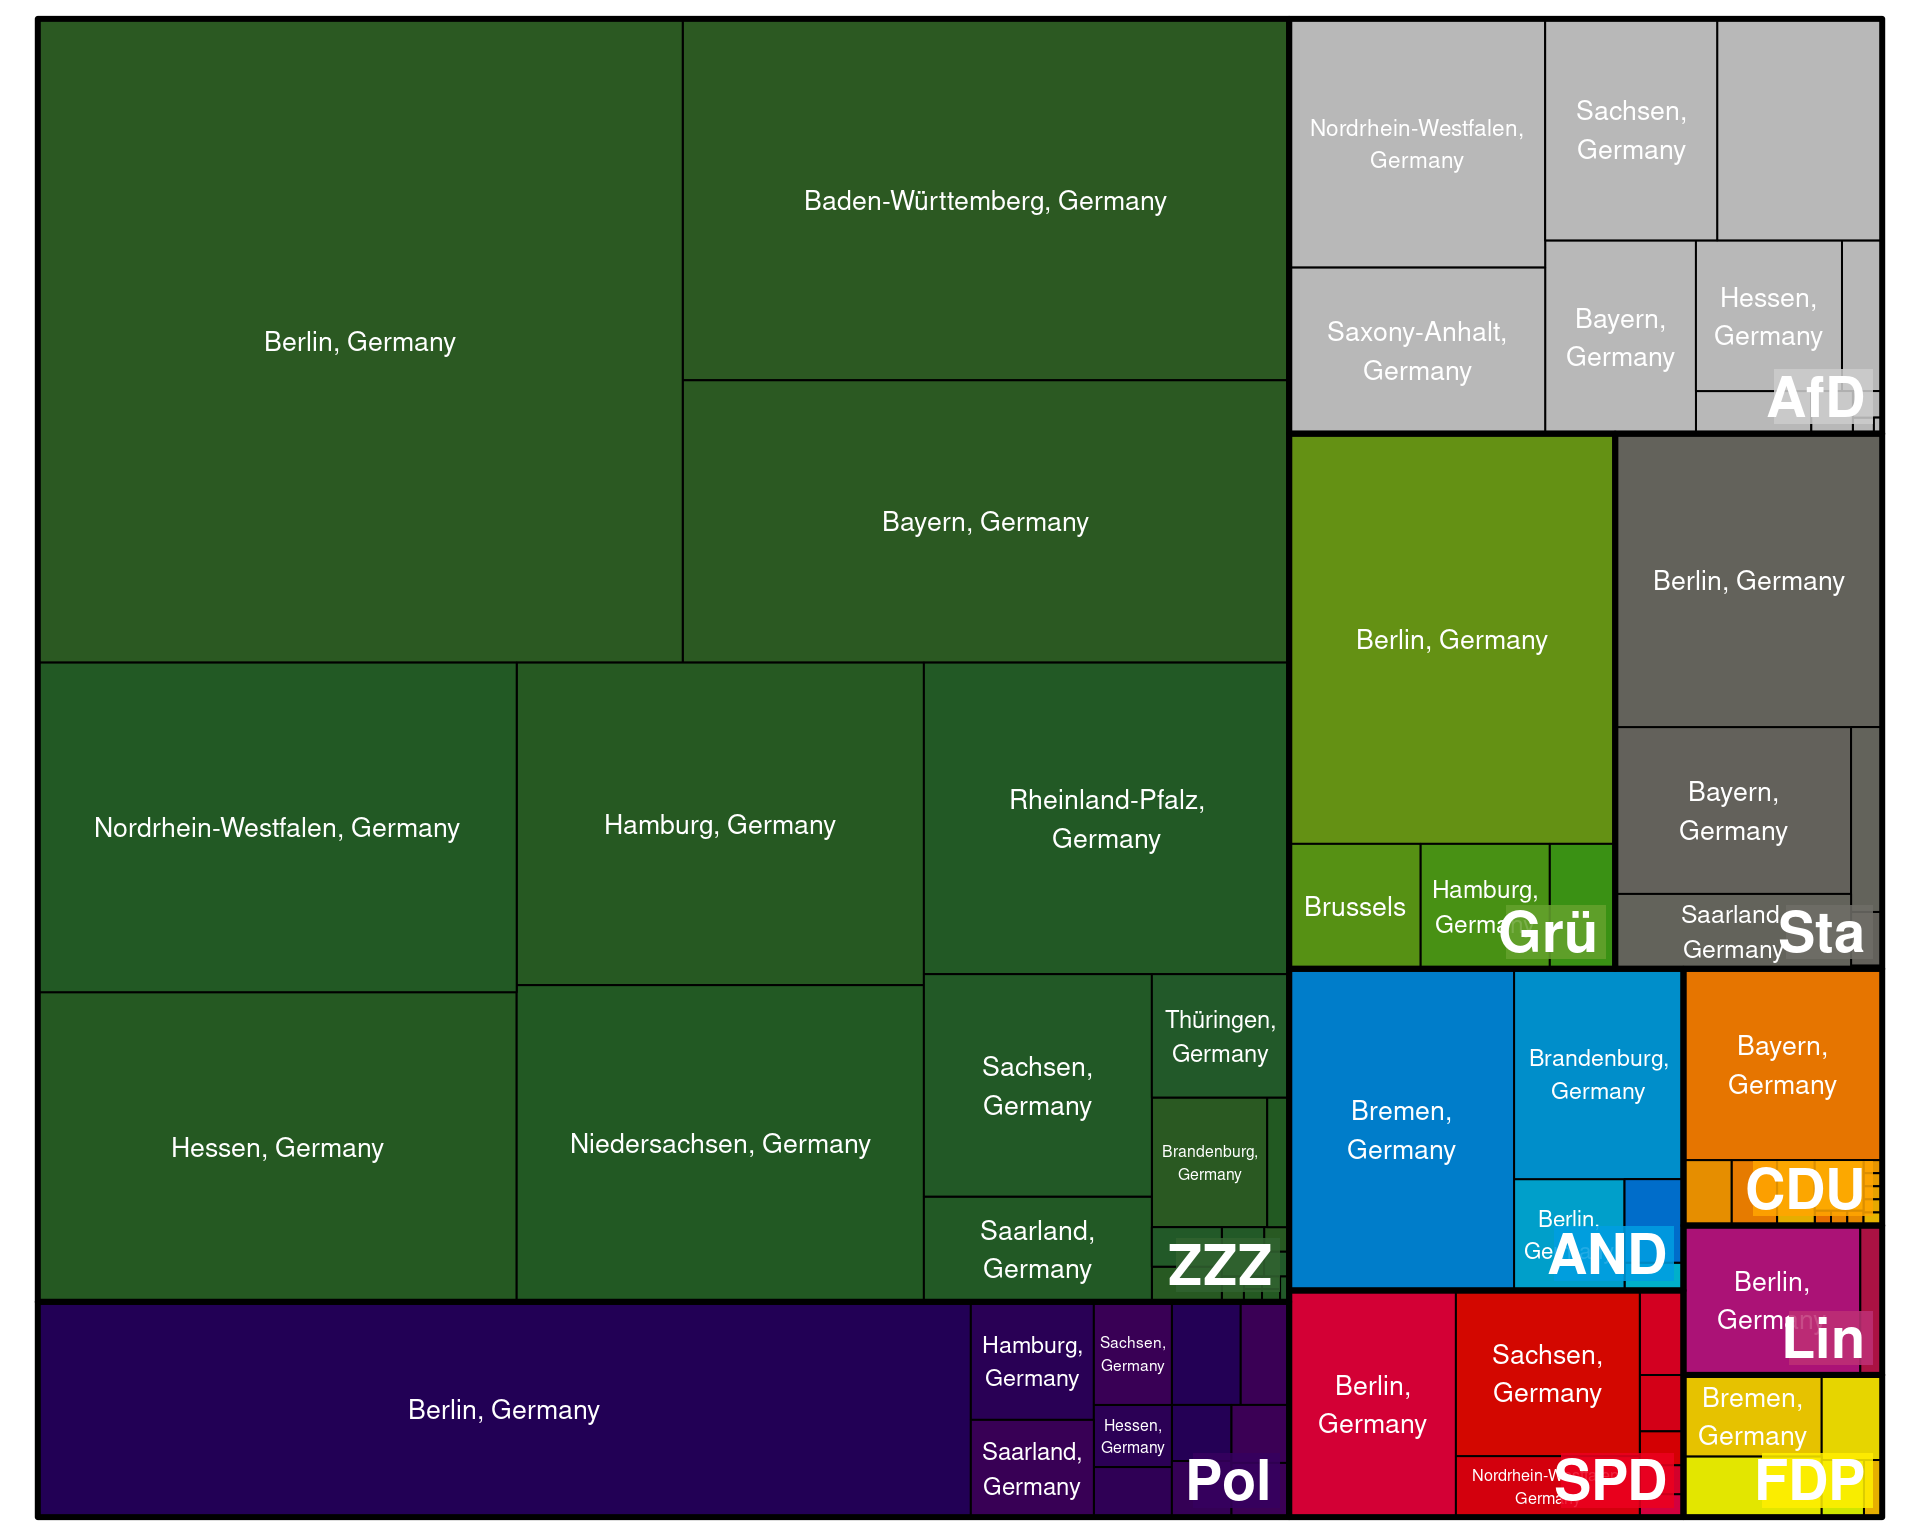 Berlin, Germany
Baden-Württemberg, Germany
Bayern, Germany
Nordrhein-Westfalen, Germany
Hamburg, Germany
Rheinland-Pfalz,
Germany
Hessen, Germany
Niedersachsen, Germany
Sachsen,
Germany
Thüringen,
Germany
Brandenburg,
Germany
Saarland,
Germany
ZZZ
Berlin, Germany
Hamburg,
Germany
Saarland,
Germany
Sachsen,
Germany
Hessen,
Germany
Pol
Nordrhein-Westfalen,
Germany
Sachsen,
Germany
Saxony-Anhalt,
Germany
Bayern,
Germany
Hessen,
Germany
AfD
Berlin, Germany
Brussels
Hamburg,
Germany
Grü
Berlin, Germany
Bayern,
Germany
Saarland
Germany
Sta
Bremen,
Germany
Brandenburg,
Germany
Berlin,
AND
Bayern,
Germany
CDU
Berlin,
Germany
Lin
Berlin,
Germany
Sachsen,
Germany
SPD
Bremen,
Germany
FDP